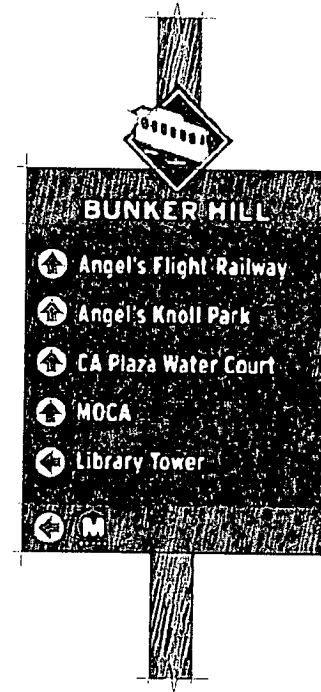 BUNKER HILL
Angel's Flight Railway
Angel's Knoll Park
CA Plaza Water Court
MOCA
Library Tower
M